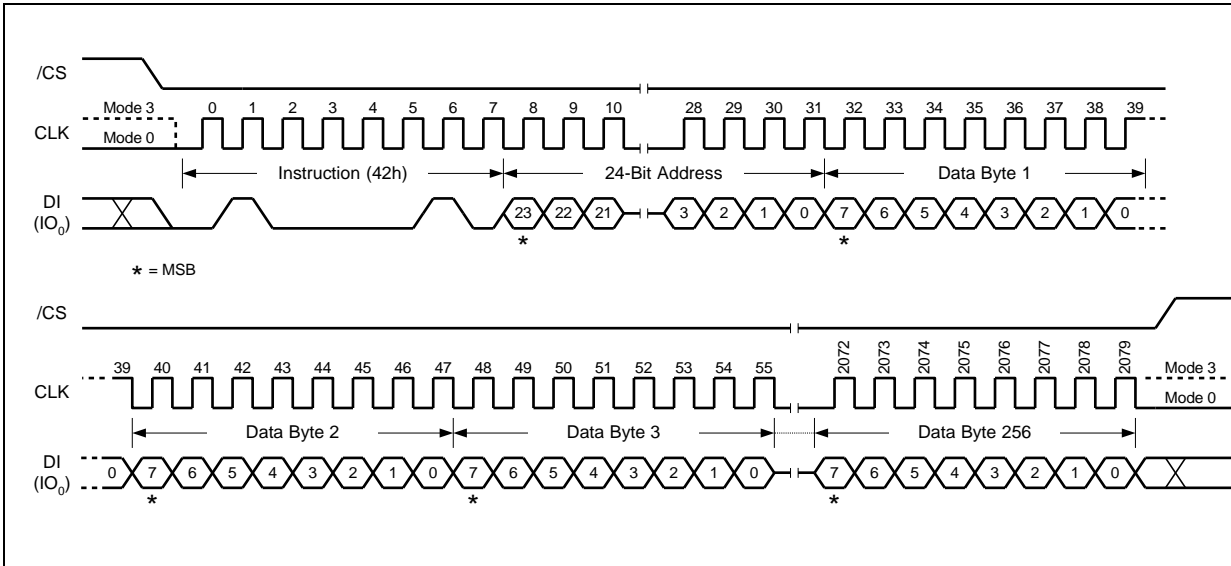 /CS
Mode 3 0 1 2 3 4 5 6 7 8 9 10 28 29 30 31 32 33 34 35 36 37 38 39
CLK Mode 0
Instruction (42h) 24-Bit Address Data Byte 1
DI
(IO0) 23 22 21 3 2 1 0 7 6 5 4 3 2 1 0
* *
* = MSB
/CS
39 40 41 42 43 44 45 46 47 48 49 50 51 52 53 54 55 2072 2073 2074 2075 2076 2077 2078 2079 Mode 3
CLK Mode 0
Data Byte 2 Data Byte 3 Data Byte 256
DI
(IO0) 0 7 6 5 4 3 2 1 0 7 6 5 4 3 2 1 0 7 6 5 4 3 2 1 0
* * *